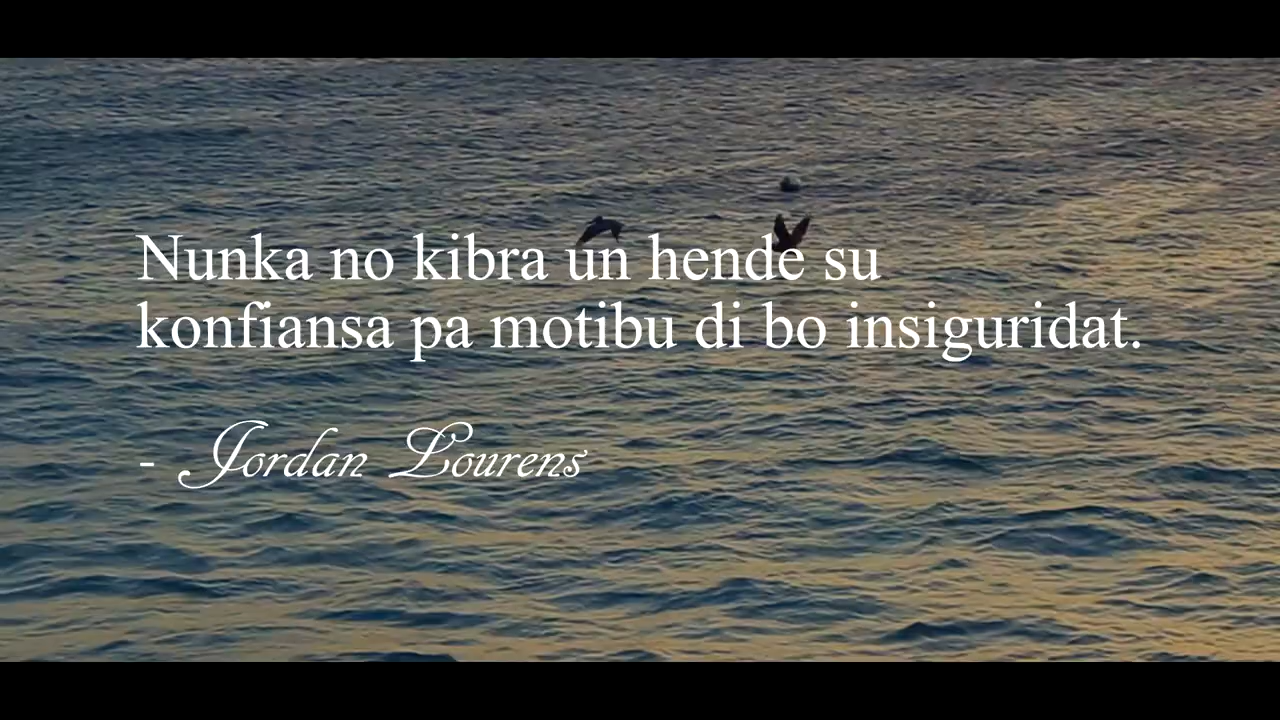 Nunka no kibra un hende su
konfiansa pa motibu di bo insiguridat.
- Jordan Lourens